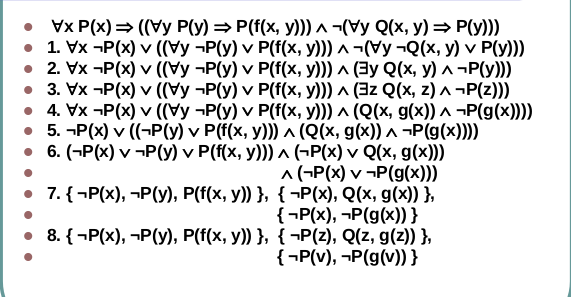 ∀x P(x) ⇒ ((∀y P(y) ⇒ P(f(x, y))) ∧ ¬(∀y Q(x, y) ⇒ P(y)))
1. ∀x ¬P(x) ∨ ((∀y ¬P(y) ∨ P(f(x, y))) ∧ ¬(∀y ¬Q(x, y) ∨ P(y)))
2. ∀x ¬P(x) ∨ ((∀y ¬P(y) ∨ P(f(x, y))) ∧ (∃y Q(x, y) ∧ ¬P(y)))
3. ∀x ¬P(x) ∨ ((∀y ¬P(y) ∨ P(f(x, y))) ∧ (∃z Q(x, z) ∧ ¬P(z)))
4. ∀x ¬P(x) ∨ ((∀y ¬P(y) ∨ P(f(x, y))) ∧ (Q(x, g(x)) ∧ ¬P(g(x))))
5. ¬P(x) ∨ ((¬P(y) ∨ P(f(x, y))) ∧ (Q(x, g(x)) ∧ ¬P(g(x))))
6. (¬P(x) ∨ ¬P(y) ∨ P(f(x, y))) ∧ (¬P(x) ∨ Q(x, g(x)))
∧ (¬P(x) ∨ ¬P(g(x)))
7. { ¬P(x), ¬P(y), P(f(x, y)) }, { ¬P(x), Q(x, g(x)) },
{ ¬P(x), ¬P(g(x)) }
8. { ¬P(x), ¬P(y), P(f(x, y)) }, { ¬P(z), Q(z, g(z)) },
{ ¬P(v), ¬P(g(v)) }